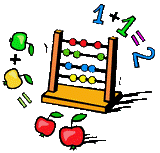 1+1=2
+
=